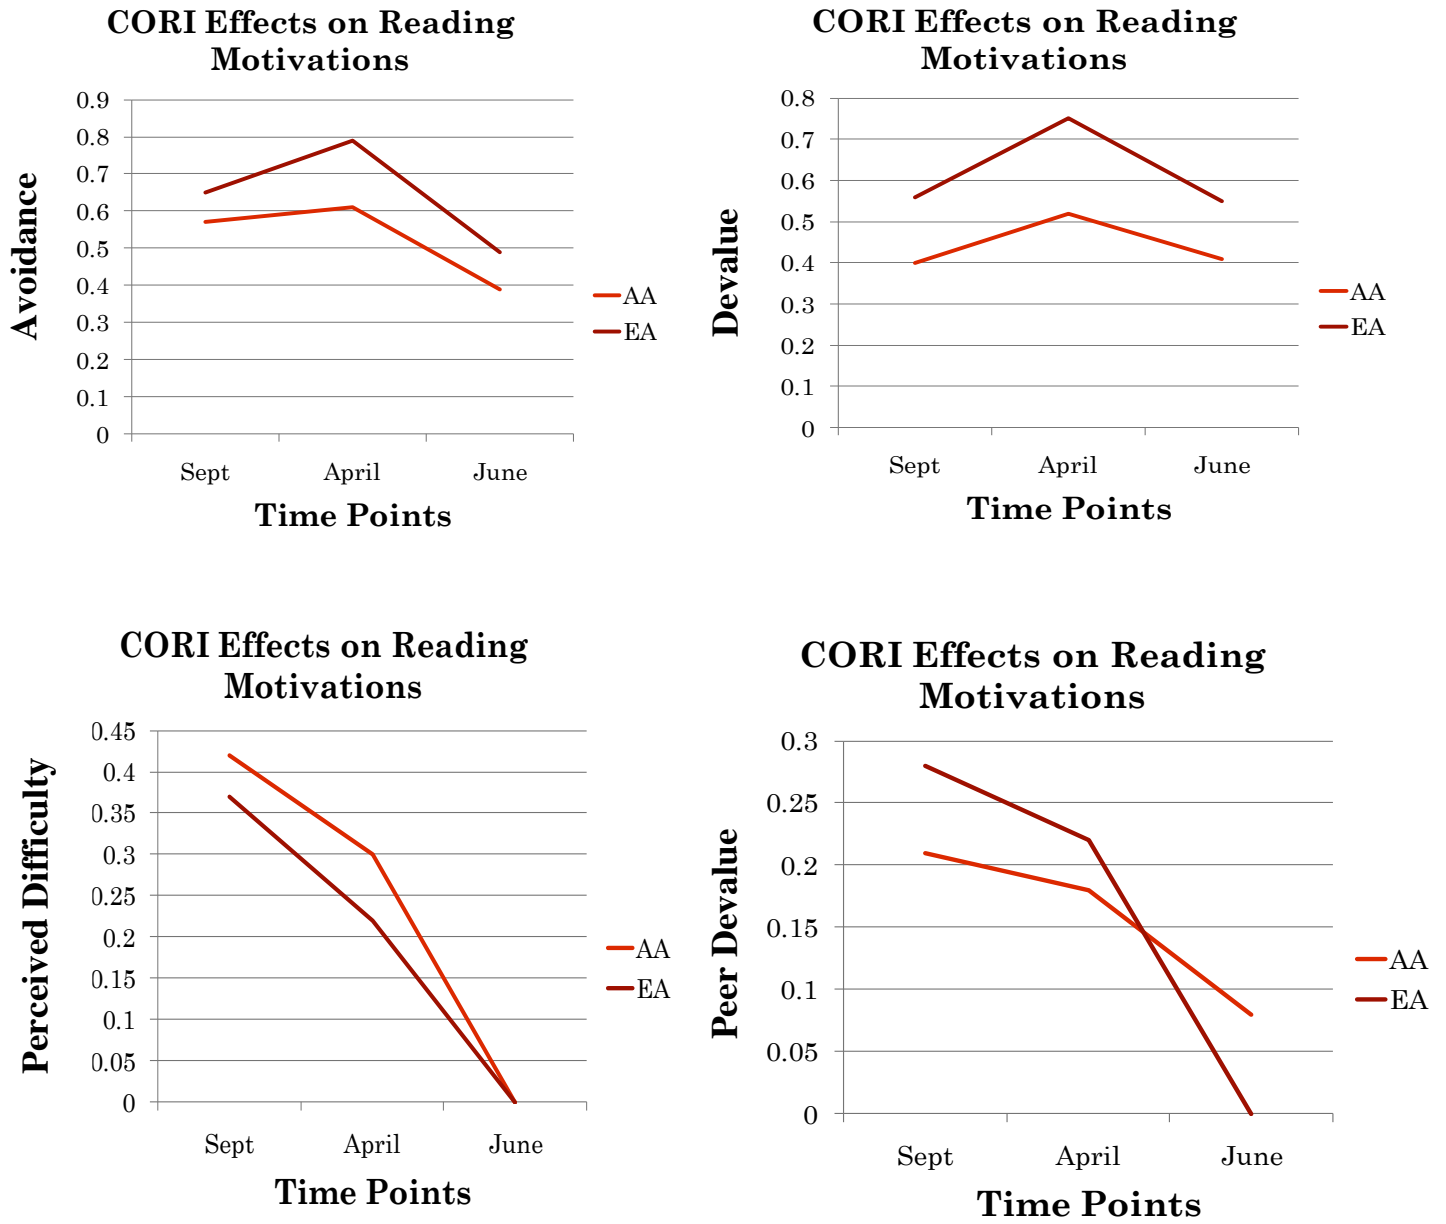 CORI Effects on Reading
Motivations
0.9
0.8
0.7
0.6
0.5
0.4
0.3
0.2
0.1
0
Avoidance
Sept April June
Time Points
AA
EA
CORI Effects on Reading
Motivations
0.8
0.7
0.6
0.5
0.4
0.3
0.2
0.1
0
Devalue
Sept April June
Time Points
AA
EA
CORI Effects on Reading
Motivations
0.45
0.4
0.35
0.3
0.25
0.2
0.15
0.1
0.05
0
Perceived Difficulty
Sept April June
Time Points
AA
EA
CORI Effects on Reading
Motivations
0.3
0.25
0.2
0.15
0.1
0.05
0
Peer Devalue
Sept April June
Time Points
AA
EA